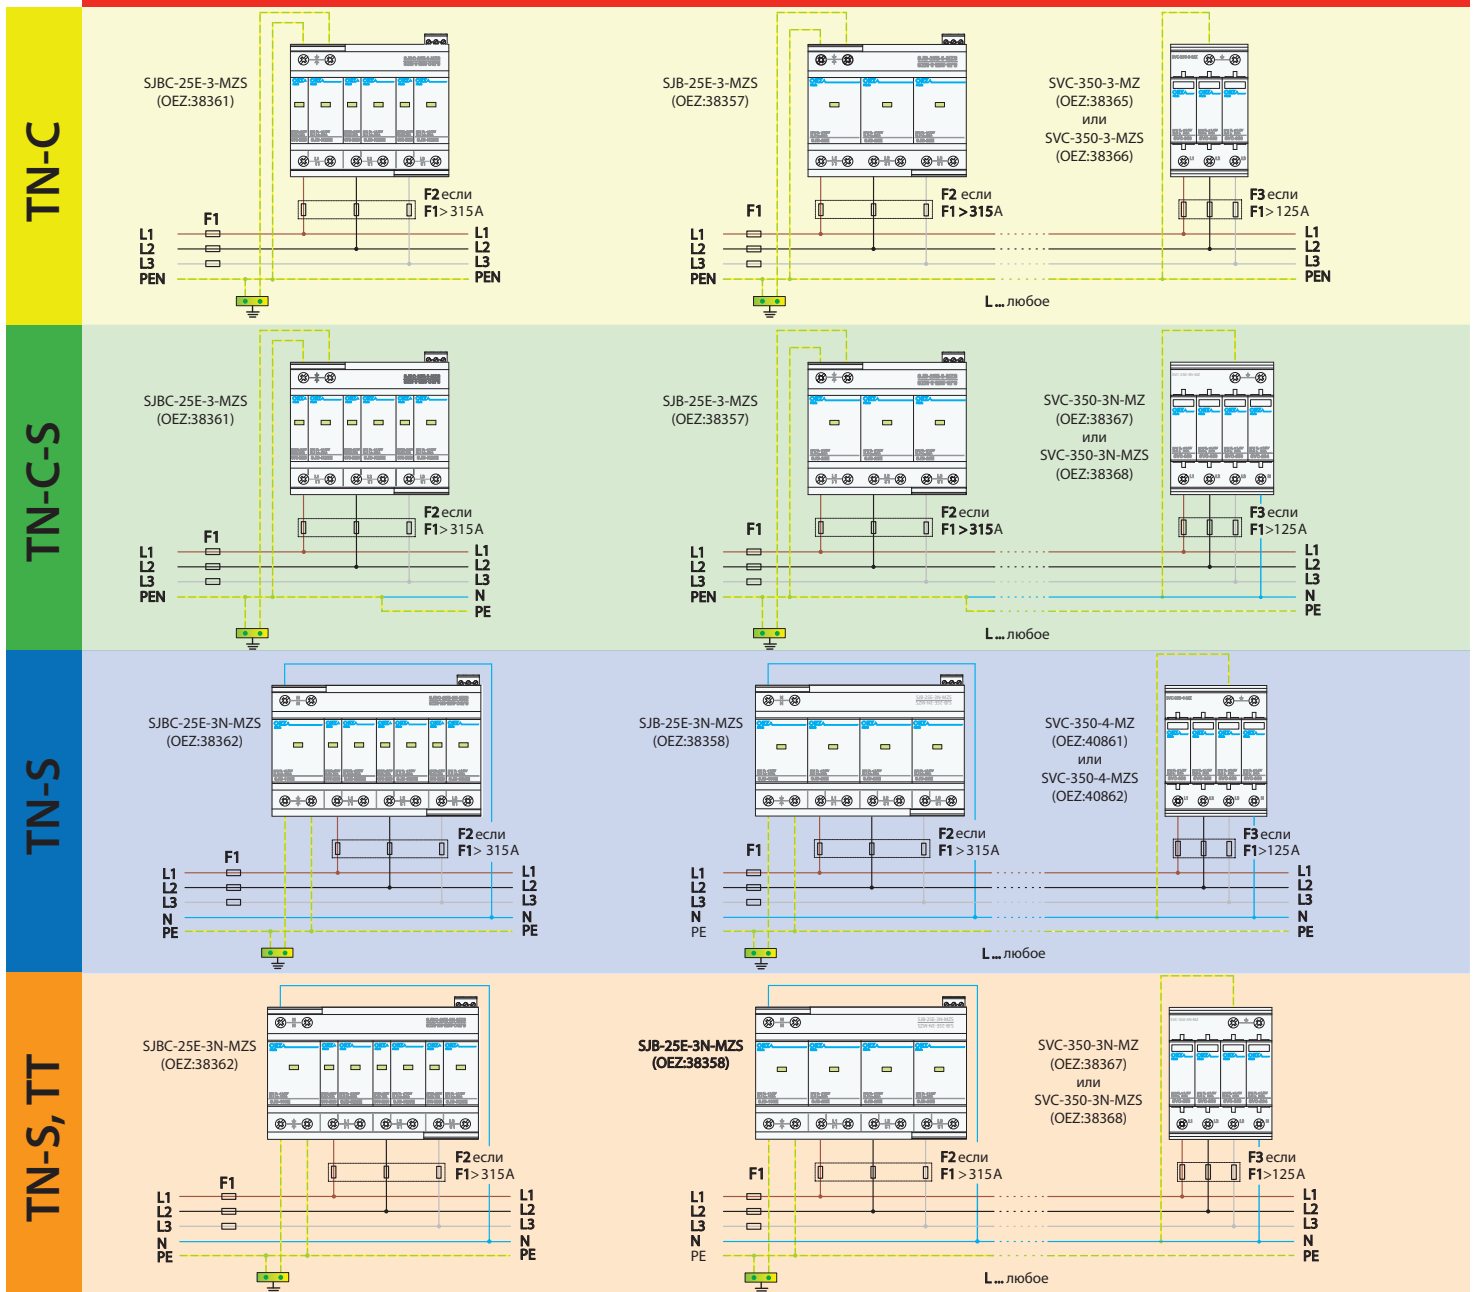 TN-C
SJBC-25E-3-MZS
(OEZ:38361)
F2 если
F1>315A
F1
L1
L2
L3
PEN
L1
L2
L3
PEN
SJB-25E-3-MZS
(OEZ:38357)
F2 если
F1>315A
F1
L1
L2
L3
PEN
L ... любое
SVC-350-3-MZ
(OEZ:38365)
или
SVC-350-3-MZS
(OEZ:38366)
F3 если
F1>125A
L1
L2
L3
PEN
TN-C-S
SJBC-25E-3-MZS
(OEZ:38361)
F2 если
F1>315A
F1
L1
L2
L3
PEN
L1
L2
L3
N
PE
SJB-25E-3-MZS
(OEZ:38357)
F2 если
F1>315A
F1
L1
L2
L3
PEN
L ... любое
SVC-350-3N-MZ
(OEZ:38367)
или
SVC-350-3N-MZS
(OEZ:38368)
F3 если
F1>125A
L1
L2
L3
N
PE
TN-S
SJBC-25E-3N-MZS
(OEZ:38362)
F2 если
F1> 315A
F1
L1
L2
L3
N
PE
L1
L2
L3
N
PE
SJB-25E-3N-MZS
(OEZ:38358)
F2 если
F1>315A
F1
L1
L2
L3
N
PE
L ... любое
SVC-350-4-MZ
(OEZ:40861)
или
SVC-350-4-MZS
(OEZ:40862)
F3 если
F1>125A
L1
L2
L3
N
PE
TN-S, TT
SJBC-25E-3N-MZS
(OEZ:38362)
F2 если
F1>315A
F1
L1
L2
L3
N
PE
L1
L2
L3
N
PE
SJB-25E-3N-MZS
(OEZ:38358)
F2 если
F1>315A
F1
L1
L2
L3
N
PE
L ... любое
SVC-350-3N-MZ
(OEZ:38367)
или
SVC-350-3N-MZS
(OEZ:38368)
F3 если
F1>125A
L1
L2
L3
N
PE